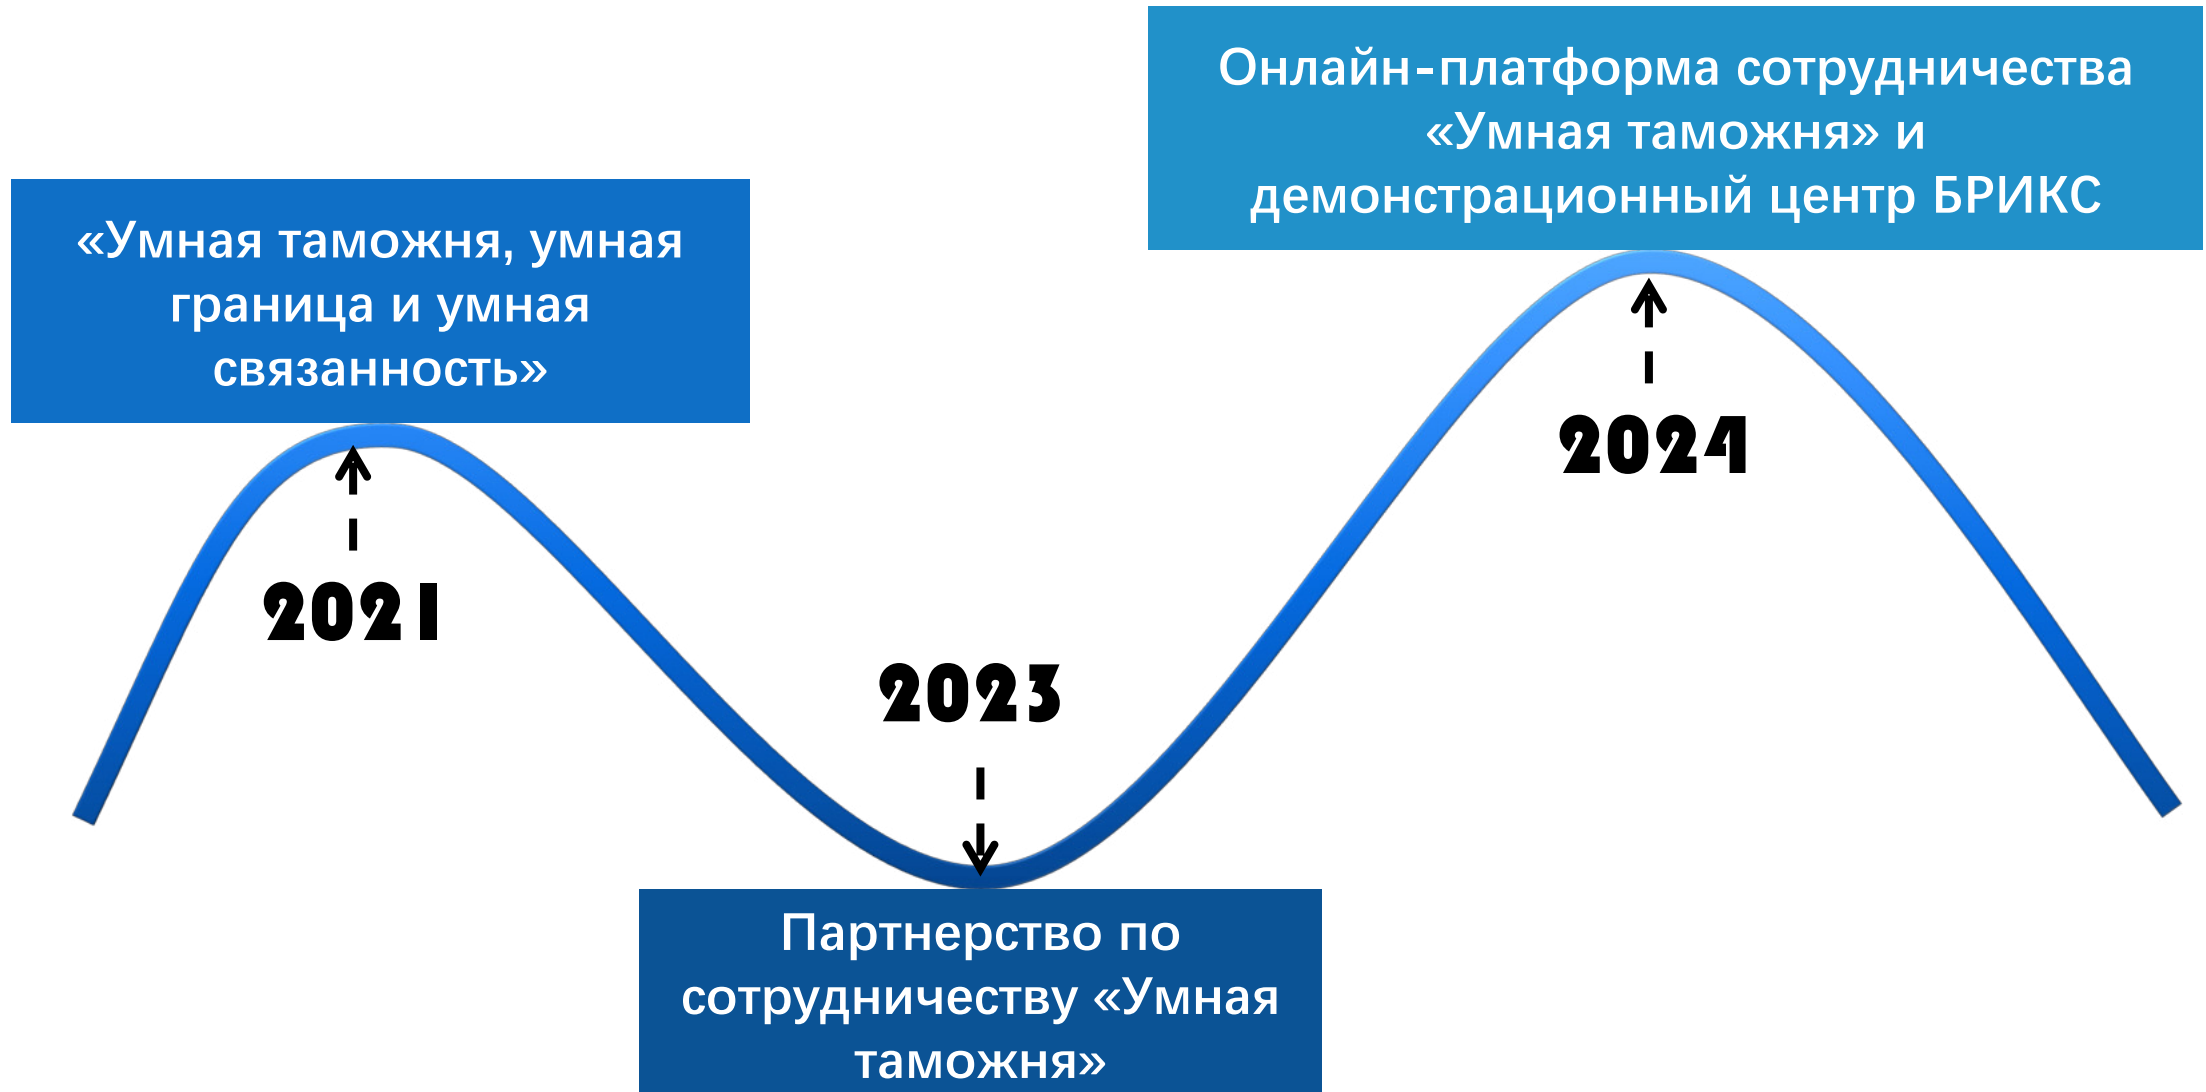 Онлайн-платформа сотрудничества
«Умная таможня» и
демонстрационный центр БРИКС
«Умная таможня, умная
граница и умная
связанность»
2024
2021
2023
Партнерство по
сотрудничеству «Умная
таможня»